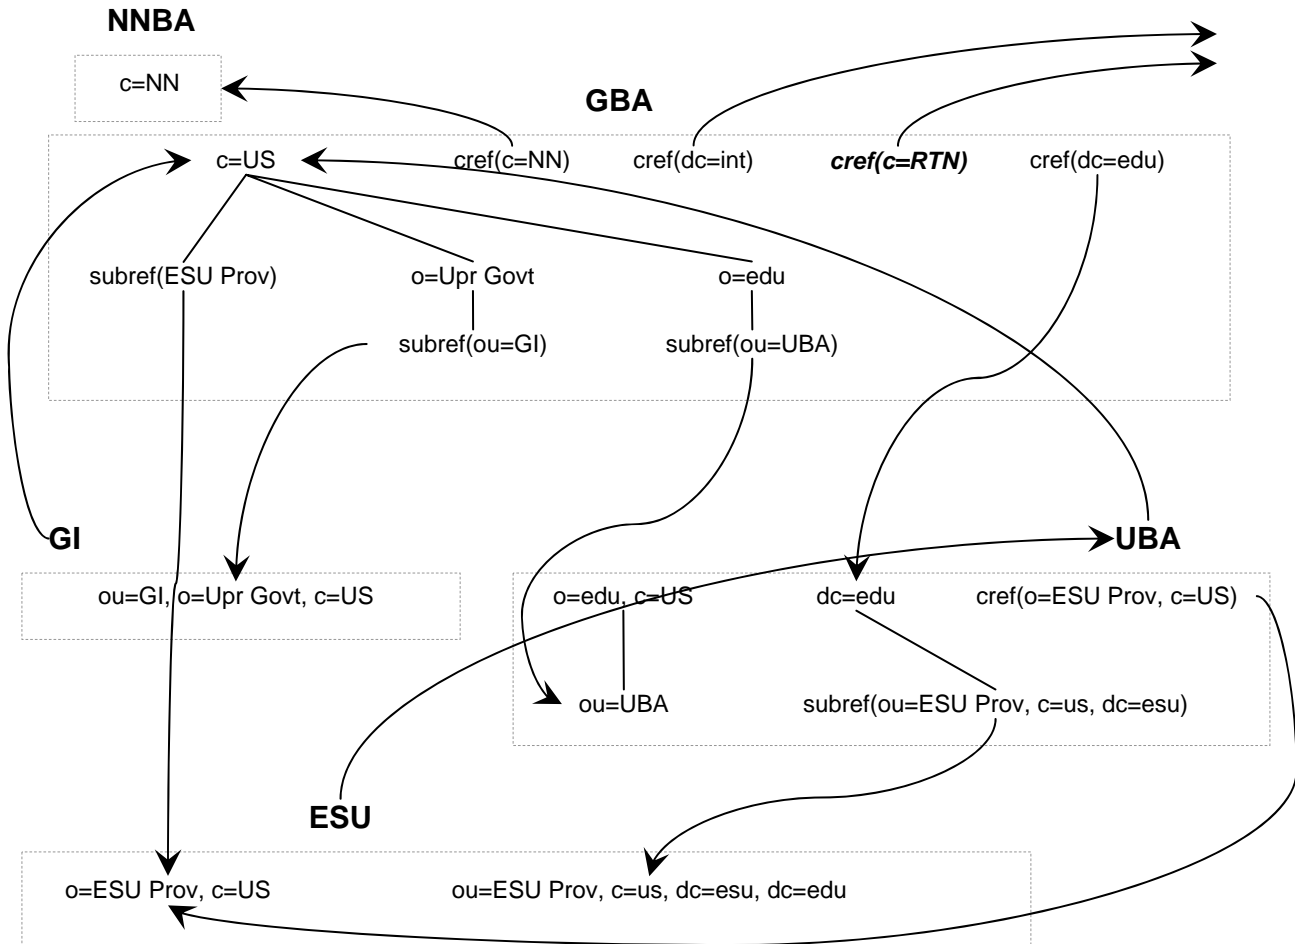 NNBA
c=NN
GBA
c=US cref(c=NN) cref(dc=int) cref(c=RTN) cref(dc=edu)
subref(ESU Prov) o=Upr Govt o=edu
subref(ou=GI) subref(ou=UBA)
GI UBA
ou=GI, o=Upr Govt, c=US o=edu, c=US dc=edu cref(o=ESU Prov, c=US)
ou=UBA subref(ou=ESU Prov, c=us, dc=esu)
ESU
o=ESU Prov, c=US ou=ESU Prov, c=us, dc=esu, dc=edu